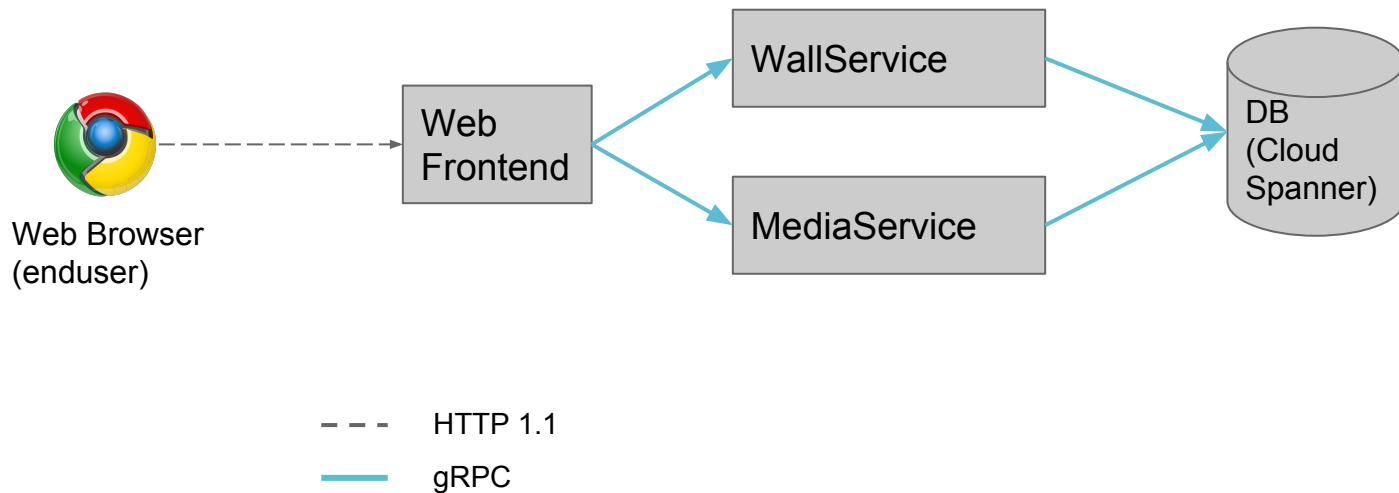 Web Browser
(enduser)
Web
Frontend
WallService
MediaService
DB
(Cloud
Spanner)
HTTP 1.1
gRPC